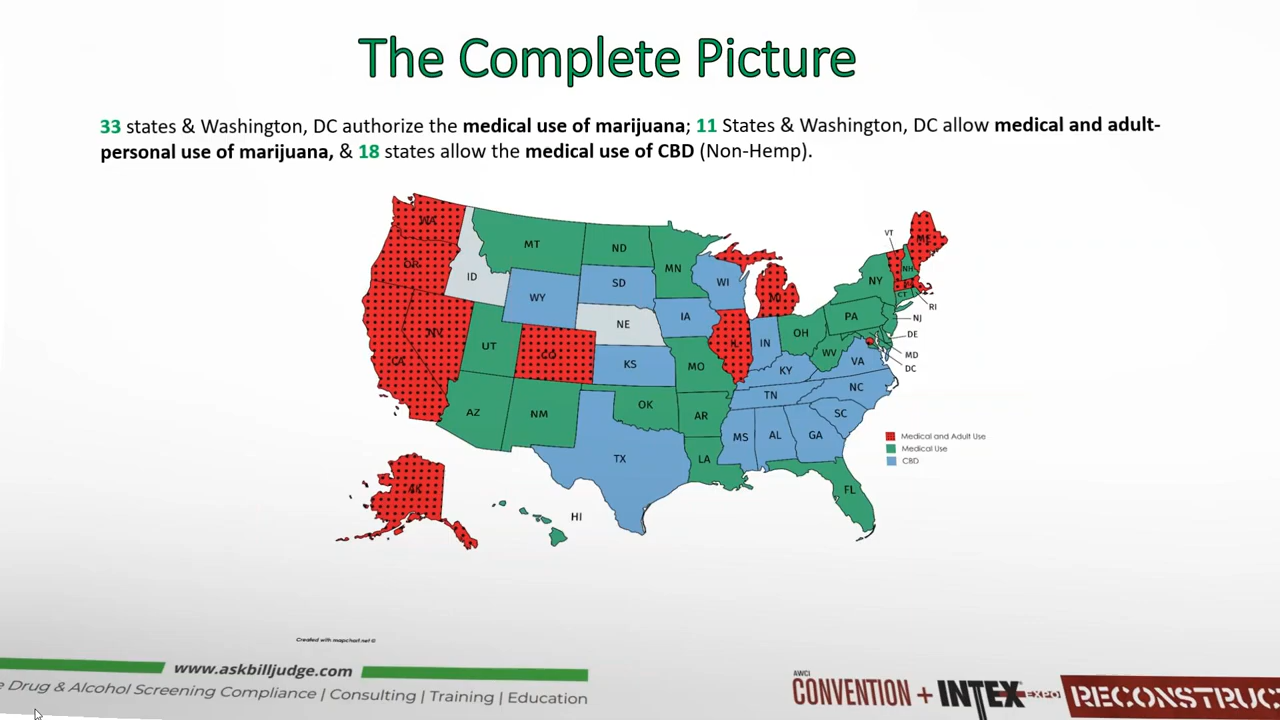 The Complete Picture
33 states & Washington, DC authorize the medical use of marijuana; 11 States & Washington, DC allow medical and adult-
personal use of marijuana, & 18 states allow the medical use of CBD (Non-Hemp).
WA
ME
VT
MT
ND
OR
NH
MN
ID
NY
SD
WI
CT
WY
MI
RI
IA
PA
NJ
NE
NV
OH
DE
UT
IL
IN
CO
WV
MD
CA
KS
MO
VA
DC
KY
NC
TN
AZ
NM
OK
AR
SC
MS
AL
GA
Medical and Adult Use
Medical Use
CBD
TX
LA
AK
FL
HI
Created with mapchart.net ©
www.askbilljudge.com
Drug & Alcohol Screening Compliance | Consulting | Training | Education
AWCI
CONVENTION + INTEX EXPO
RECONSTRUC